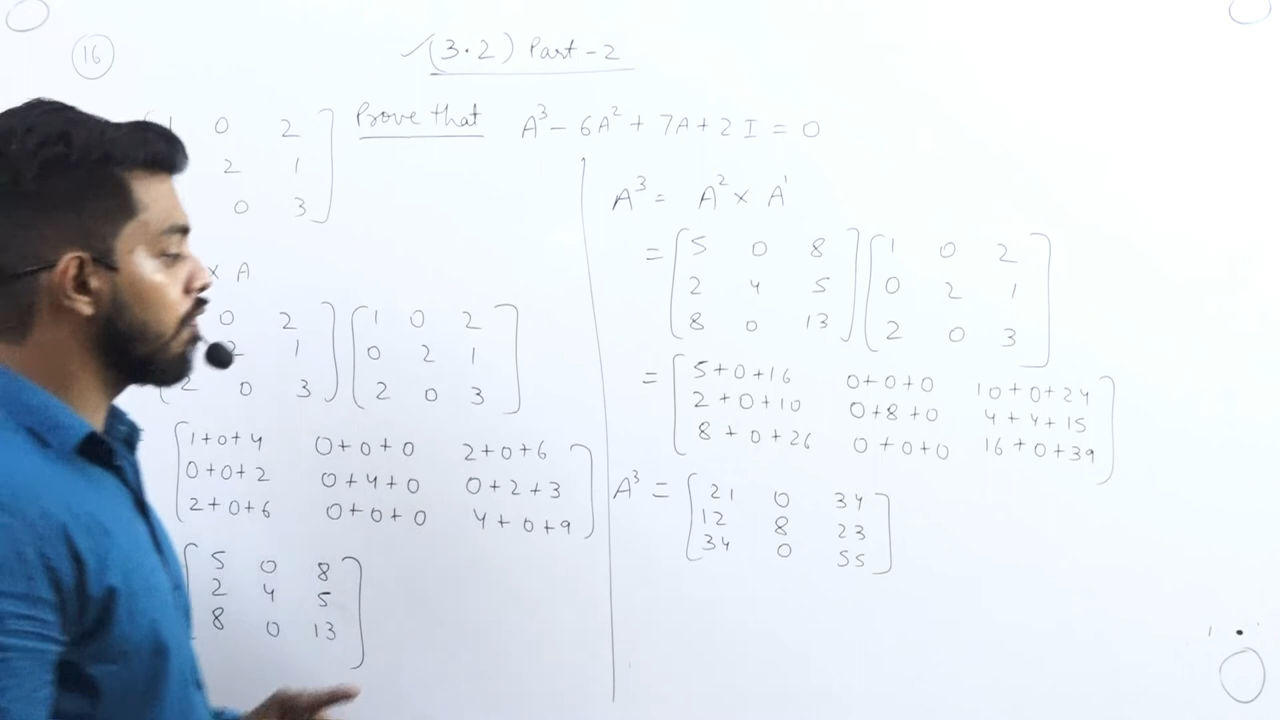 16
✓(3.2) Part-2
1 0 2
2 1
0 3
Prove that A³ - 6A² + 7A + 2I = 0
× A
0 2
2 1
2 0 3
1 0 2
0 2 1
2 0 3
1+0+4 0+0+0 2+0+6
0+0+2 0+4+0 0+2+3
2+0+6 0+0+0 4+0+9
5 0 8
2 4 5
8 0 13
A³ = A² × A¹
= [5 0 8] [1 0 2]
[2 4 5] [0 2 1]
[8 0 13] [2 0 3]
= [5+0+16 0+0+0 10+0+24]
[2+0+10 0+8+0 4+4+15]
[8+0+26 0+0+0 16+0+39]
A³ = [21 0 34]
[12 8 23]
[34 0 55]